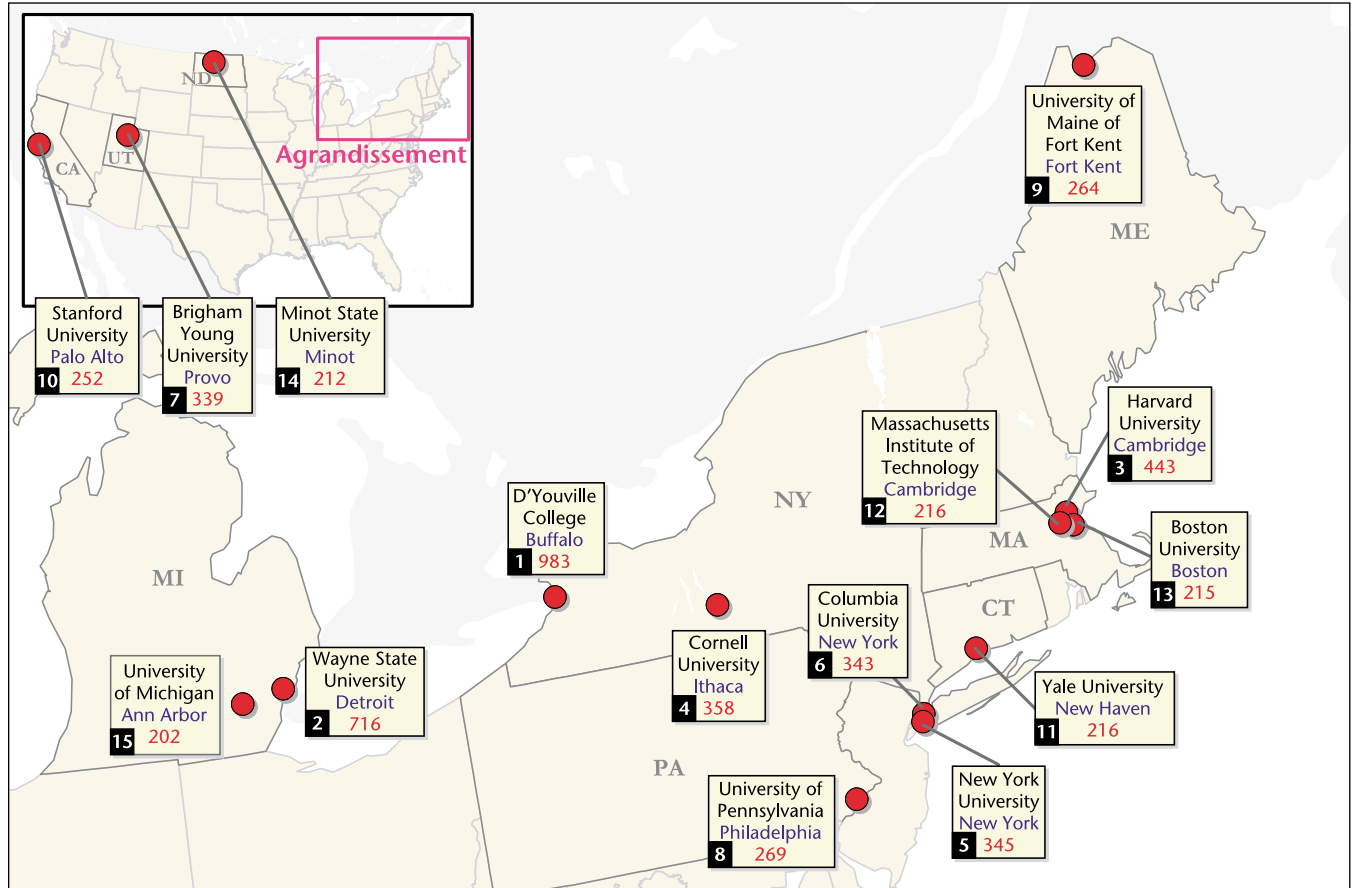 ND
CA
UT
Agrandissement
Stanford
University
Palo Alto
10 252
Brigham
Young
University
Provo
7 339
Minot State
University
Minot
14 212
University of
Maine of
Fort Kent
Fort Kent
9 264
ME
Harvard
University
Cambridge
3 443
Massachusetts
Institute of
Technology
Cambridge
12 216
NY
D'Youville
College
Buffalo
1 983
MA
Boston
University
Boston
13 215
MI
CT
Columbia
University
New York
6 343
Cornell
University
Ithaca
4 358
Wayne State
University
Detroit
2 716
University
of Michigan
Ann Arbor
15 202
Yale University
New Haven
11 216
PA
University of
Pennsylvania
Philadelphia
8 269
New York
University
New York
5 345